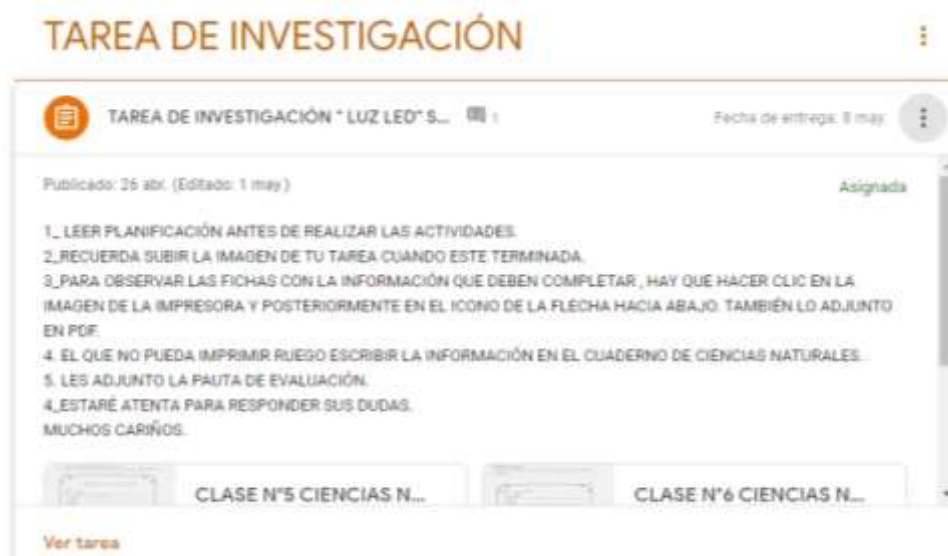 TAREA DE INVESTIGACIÓN
TAREA DE INVESTIGACIÓN " LUZ LED" S... 1
Fecha de entrega: 8 may.
Publicado: 26 abr. (Editado: 1 may.)
Asignada
1_ LEER PLANIFICACIÓN ANTES DE REALIZAR LAS ACTIVIDADES.
2_RECUERDA SUBIR LA IMAGEN DE TU TAREA CUANDO ESTE TERMINADA.
3_PARA OBSERVAR LAS FICHAS CON LA INFORMACIÓN QUE DEBEN COMPLETAR , HAY QUE HACER CLIC EN LA
IMAGEN DE LA IMPRESORA Y POSTERIORMENTE EN EL ICONO DE LA FLECHA HACIA ABAJO. TAMBIÉN LO ADJUNTO
EN PDF.
4. EL QUE NO PUEDA IMPRIMIR RUEGO ESCRIBIR LA INFORMACIÓN EN EL CUADERNO DE CIENCIAS NATURALES.
5. LES ADJUNTO LA PAUTA DE EVALUACIÓN.
4_ESTARÉ ATENTA PARA RESPONDER SUS DUDAS.
MUCHOS CARIÑOS.
CLASE N°5 CIENCIAS N...
CLASE N°6 CIENCIAS N...
Ver tarea